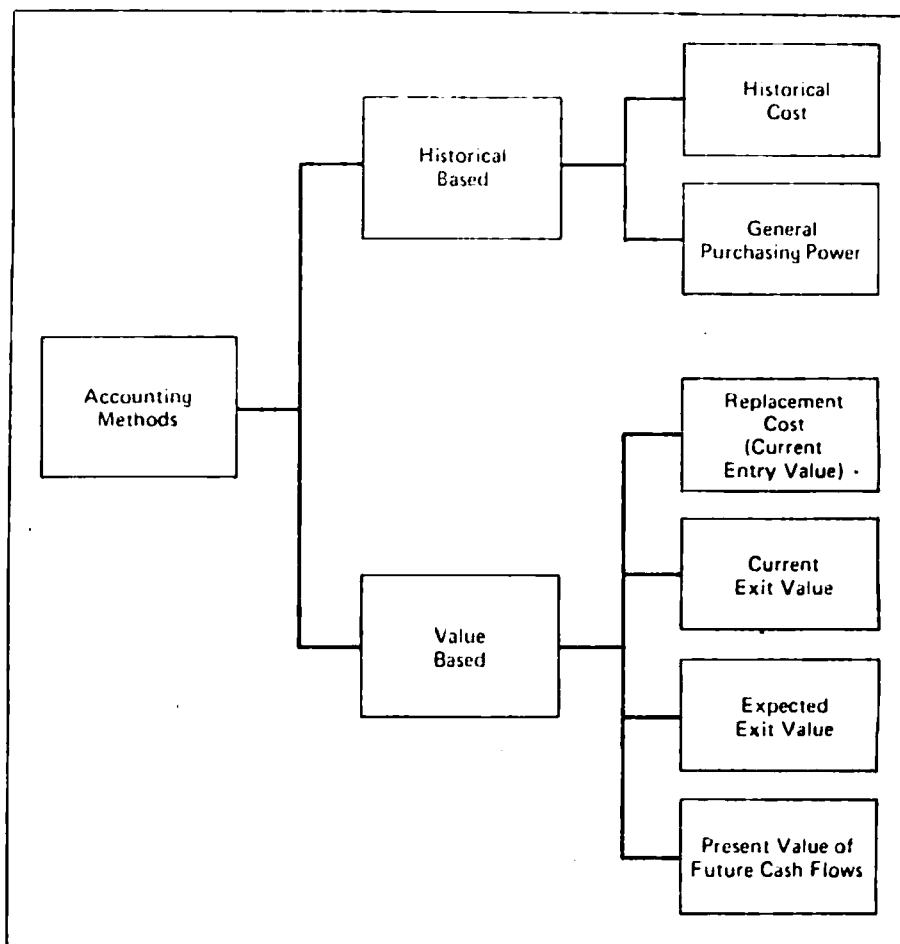 Accounting
Methods
Historical
Based
Historical
Cost
General
Purchasing Power
Value
Based
Replacement
Cost
(Current
Entry Value)
Current
Exit Value
Expected
Exit Value
Present Value of
Future Cash Flows